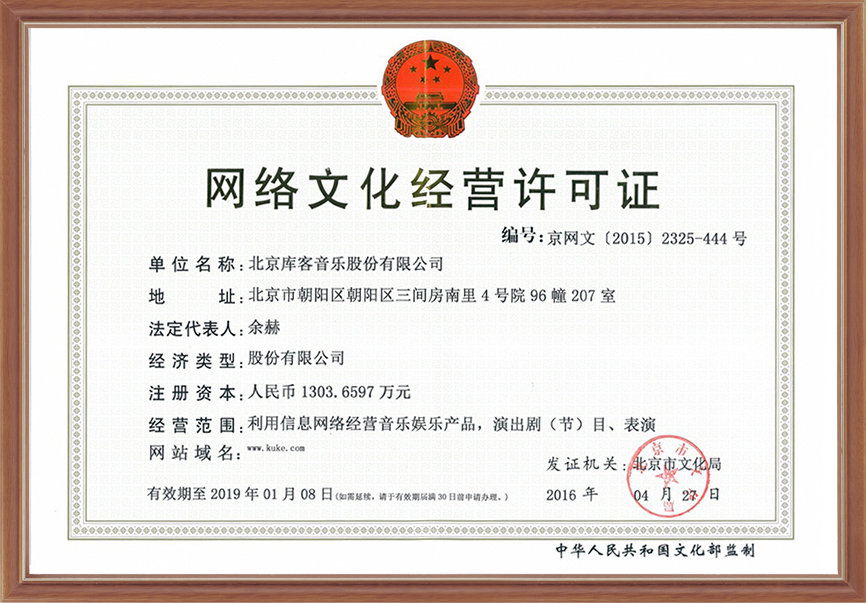 网络文化经营许可证
编号：京网文〔2015〕2325-444 号
单位名称：北京库客音乐股份有限公司
地 址：北京市朝阳区朝阳区三间房南里 4 号院 96 幢 207 室
法定代表人：余赫
经济类型：股份有限公司
注册资本：人民币 1303.6597 万元
经营范围：利用信息网络经营音乐娱乐产品，演出剧（节）目、表演
网站域名：www.kuke.com
发证机关：北京市文化局
有效期至 2019 年 01 月 08 日(如需延续，请于有效期届满 30 日前申请办理。)
2016 年 04 月 27 日
中华人民共和国文化部监制